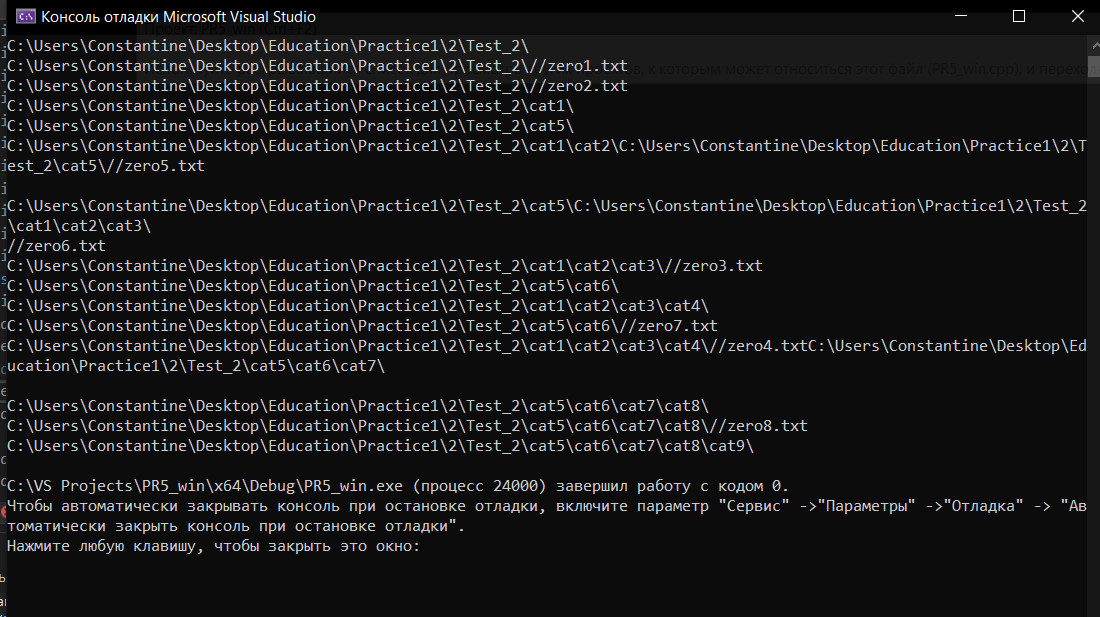 Консоль отладки Microsoft Visual Studio
C:\Users\Constantine\Desktop\Education\Practice1\2\Test_2\
C:\Users\Constantine\Desktop\Education\Practice1\2\Test_2\//zero1.txt
C:\Users\Constantine\Desktop\Education\Practice1\2\Test_2\//zero2.txt
C:\Users\Constantine\Desktop\Education\Practice1\2\Test_2\cat1\
C:\Users\Constantine\Desktop\Education\Practice1\2\Test_2\cat5\
C:\Users\Constantine\Desktop\Education\Practice1\2\Test_2\cat1\cat2\C:\Users\Constantine\Desktop\Education\Practice1\2\T
est_2\cat5\//zero5.txt
C:\Users\Constantine\Desktop\Education\Practice1\2\Test_2\cat5\C:\Users\Constantine\Desktop\Education\Practice1\2\Test_2
\cat1\cat2\cat3\
//zero6.txt
C:\Users\Constantine\Desktop\Education\Practice1\2\Test_2\cat1\cat2\cat3\//zero3.txt
C:\Users\Constantine\Desktop\Education\Practice1\2\Test_2\cat5\cat6\
C:\Users\Constantine\Desktop\Education\Practice1\2\Test_2\cat1\cat2\cat3\cat4\
C:\Users\Constantine\Desktop\Education\Practice1\2\Test_2\cat5\cat6\//zero7.txt
C:\Users\Constantine\Desktop\Education\Practice1\2\Test_2\cat1\cat2\cat3\cat4\//zero4.txtC:\Users\Constantine\Desktop\Ed
ucation\Practice1\2\Test_2\cat5\cat6\cat7\
C:\Users\Constantine\Desktop\Education\Practice1\2\Test_2\cat5\cat6\cat7\cat8\
C:\Users\Constantine\Desktop\Education\Practice1\2\Test_2\cat5\cat6\cat7\cat8\//zero8.txt
C:\Users\Constantine\Desktop\Education\Practice1\2\Test_2\cat5\cat6\cat7\cat8\cat9\
C:\VS Projects\PR5_win\x64\Debug\PR5_win.exe (процесс 24000) завершил работу с кодом 0.
Чтобы автоматически закрывать консоль при остановке отладки, включите параметр "Сервис" ->"Параметры" ->"Отладка" -> "Ав
томатически закрыть консоль при остановке отладки".
Нажмите любую клавишу, чтобы закрыть это окно: